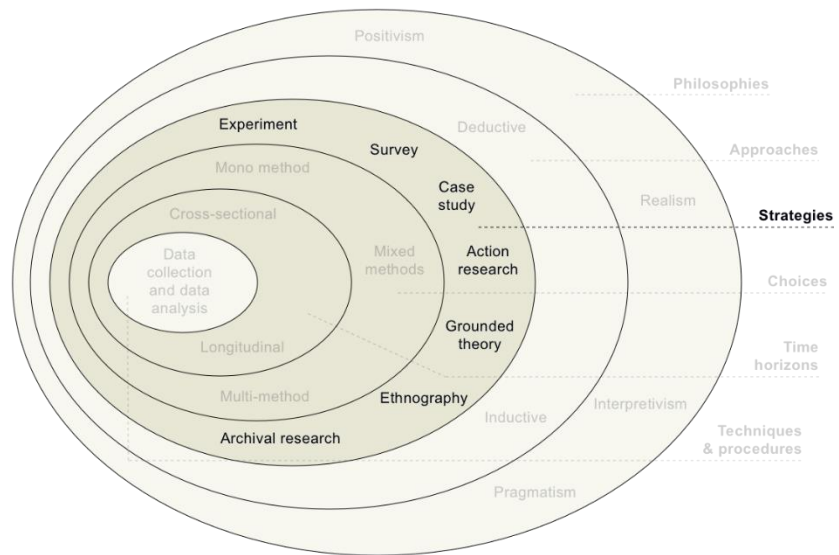 Positivism
Philosophies
Experiment
Deductive
Survey
Approaches
Mono method
Case
study
Realism
Cross-sectional
Strategies
Data
collection
and data
analysis
Mixed
methods
Action
research
Choices
Grounded
theory
Longitudinal
Time
horizons
Multi-method
Ethnography
Interpretivism
Inductive
Archival research
Techniques
& procedures
Pragmatism